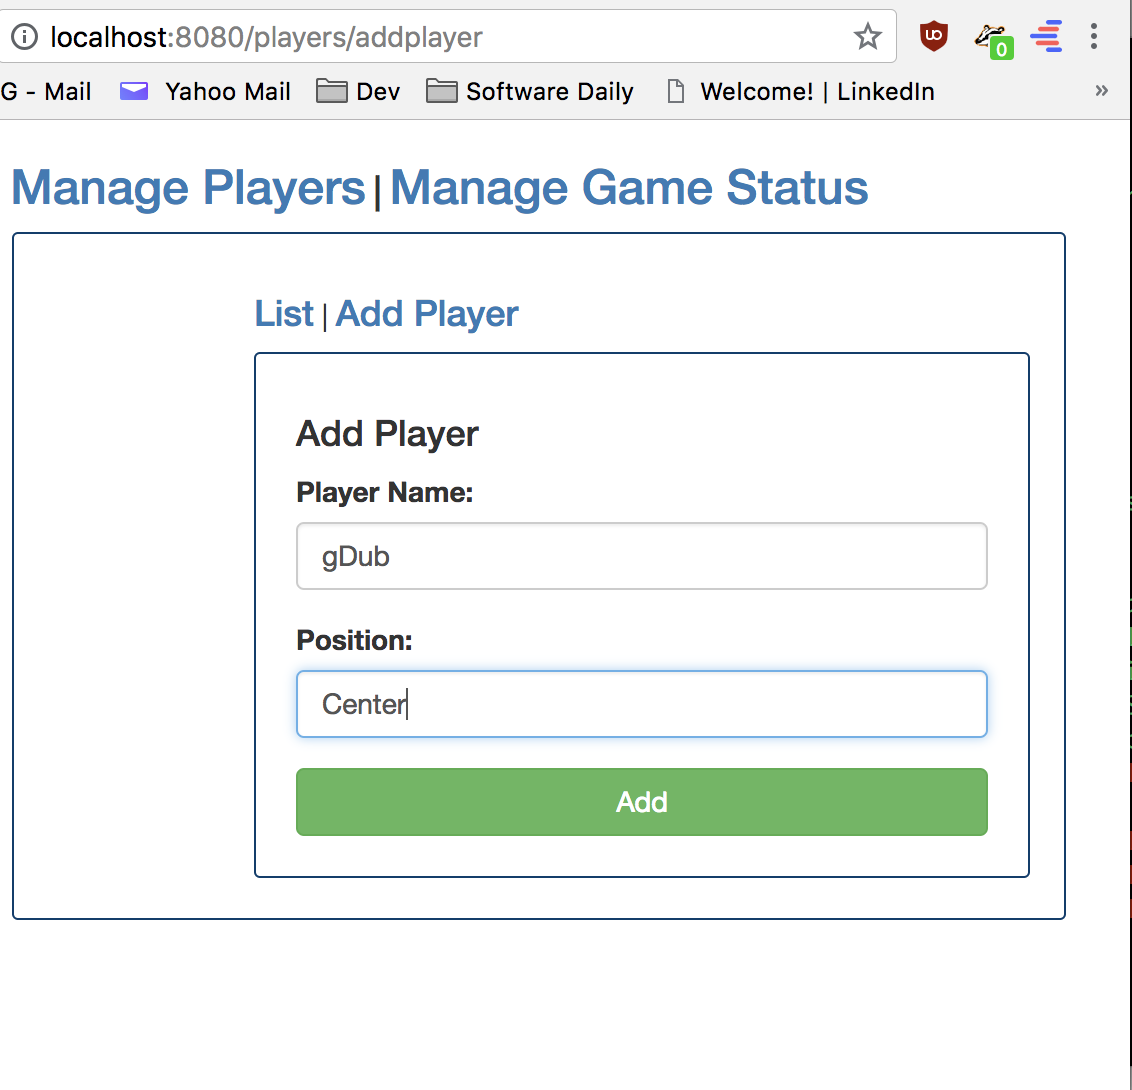 localhost:8080/players/addplayer
0
G - Mail Yahoo Mail Dev Software Daily Welcome! | LinkedIn »
Manage Players | Manage Game Status
List | Add Player
Add Player
Player Name:
gDub
Position:
Center
Add